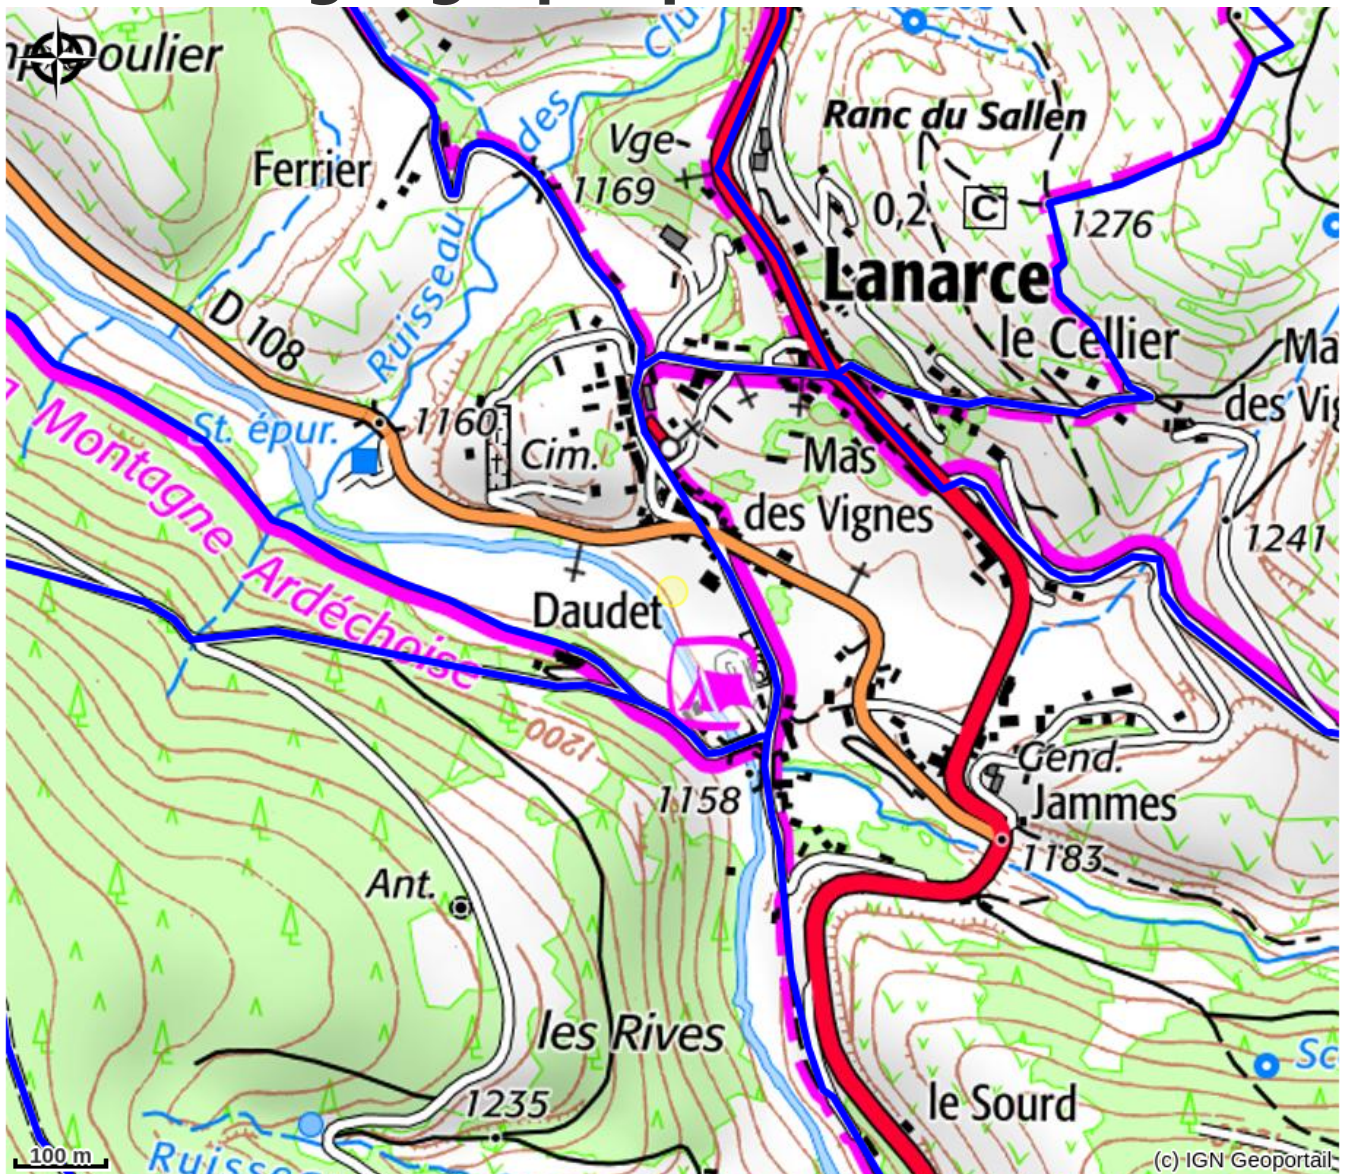 Doulier
Clu
des
Vge-
Ranc du Sallen
Ferrier
1169
0,2
C
1276
Ruisseau
Lanarce
D 108
le Cellier
Ma
des Vig
St. épur.
1160
Cim.
Mas
des Vignes
1241
Montagne Ardéchoise
Daudet
1200
1158
Gend.
Jammes
1183
Ant.
les Rives
1235
le Sourd
Sc
Ruisse
100 m
(c) IGN Geoportail